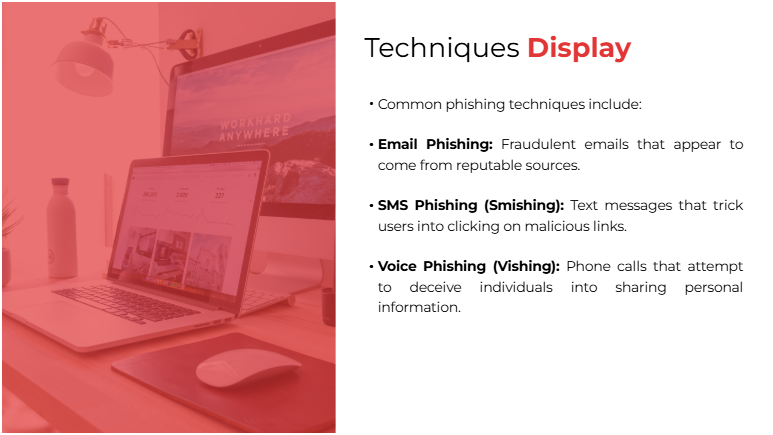 WORKHARD
ANYWHERE
Techniques Display
• Common phishing techniques include:
• Email Phishing: Fraudulent emails that appear to
come from reputable sources.
• SMS Phishing (Smishing): Text messages that trick
users into clicking on malicious links.
• Voice Phishing (Vishing): Phone calls that attempt
to deceive individuals into sharing personal
information.